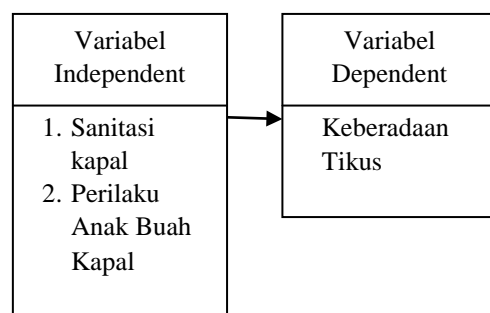 Variabel
Independent
1. Sanitasi
kapal
2. Perilaku
Anak Buah
Kapal
Variabel
Dependent
Keberadaan
Tikus